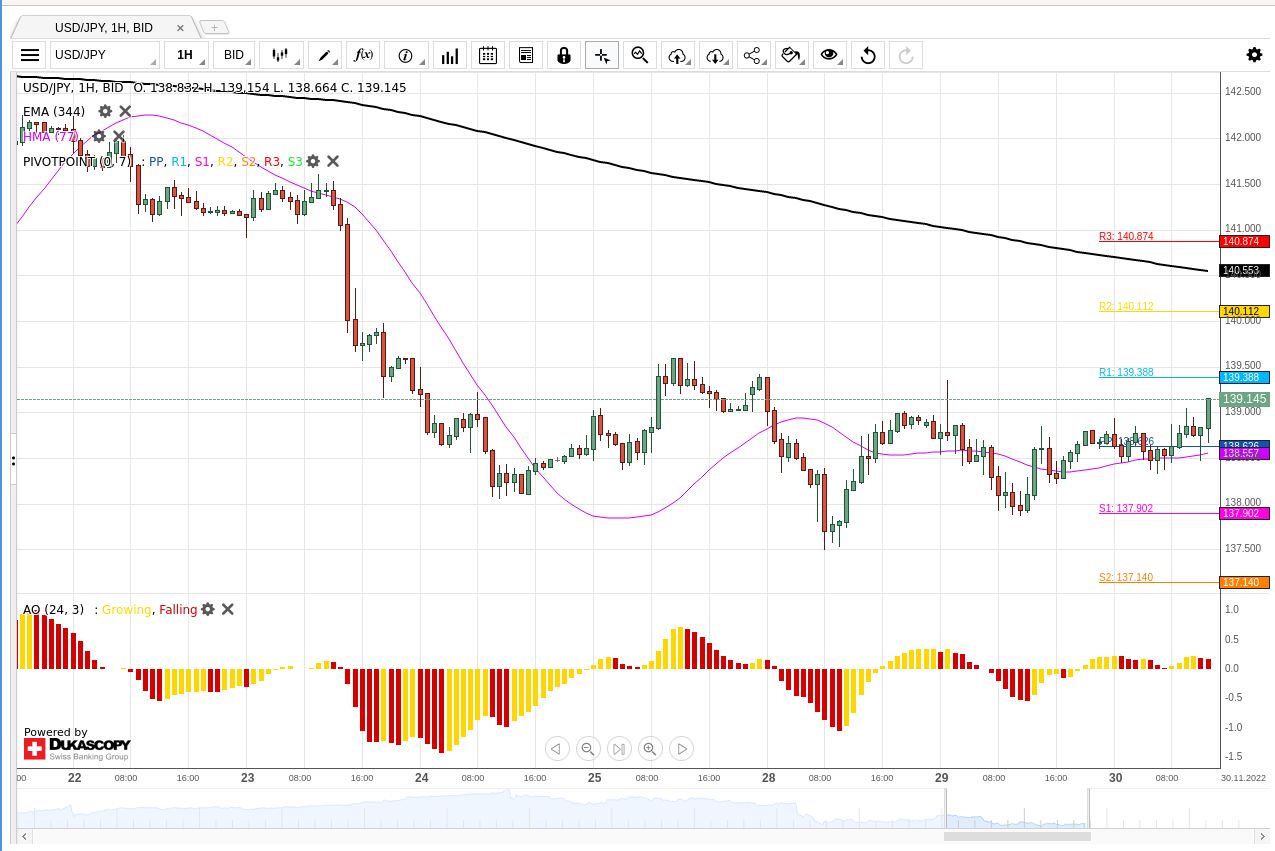 USD/JPY, 1H, BID × +
USD/JPY 1H BID f(x)
USD/JPY, 1H, BID O. 138.832 H. 139.154 L. 138.664 C. 139.145
EMA (344)
HMA (77)
PIVOTPOINT (0, 7) : PP, R1, S1, R2, S2, R3, S3
142.500
142.000
141.500
141.000
R3: 140.874 140.874
140.553
R2: 140.112 140.112
140.000
139.500
R1: 139.388 139.388
139.145
139.000
138.626
138.557
138.000
S1: 137.902 137.902
137.500
S2: 137.140 137.140
AO (24, 3) : Growing, Falling
1.0
0.5
0.0
-0.5
-1.0
-1.5
Powered by
DUKASCOPY
Swiss Banking Group
:00 22 08:00 16:00 23 08:00 16:00 24 08:00 16:00 25 08:00 16:00 28 08:00 16:00 29 08:00 16:00 30 08:00 30.11.2022